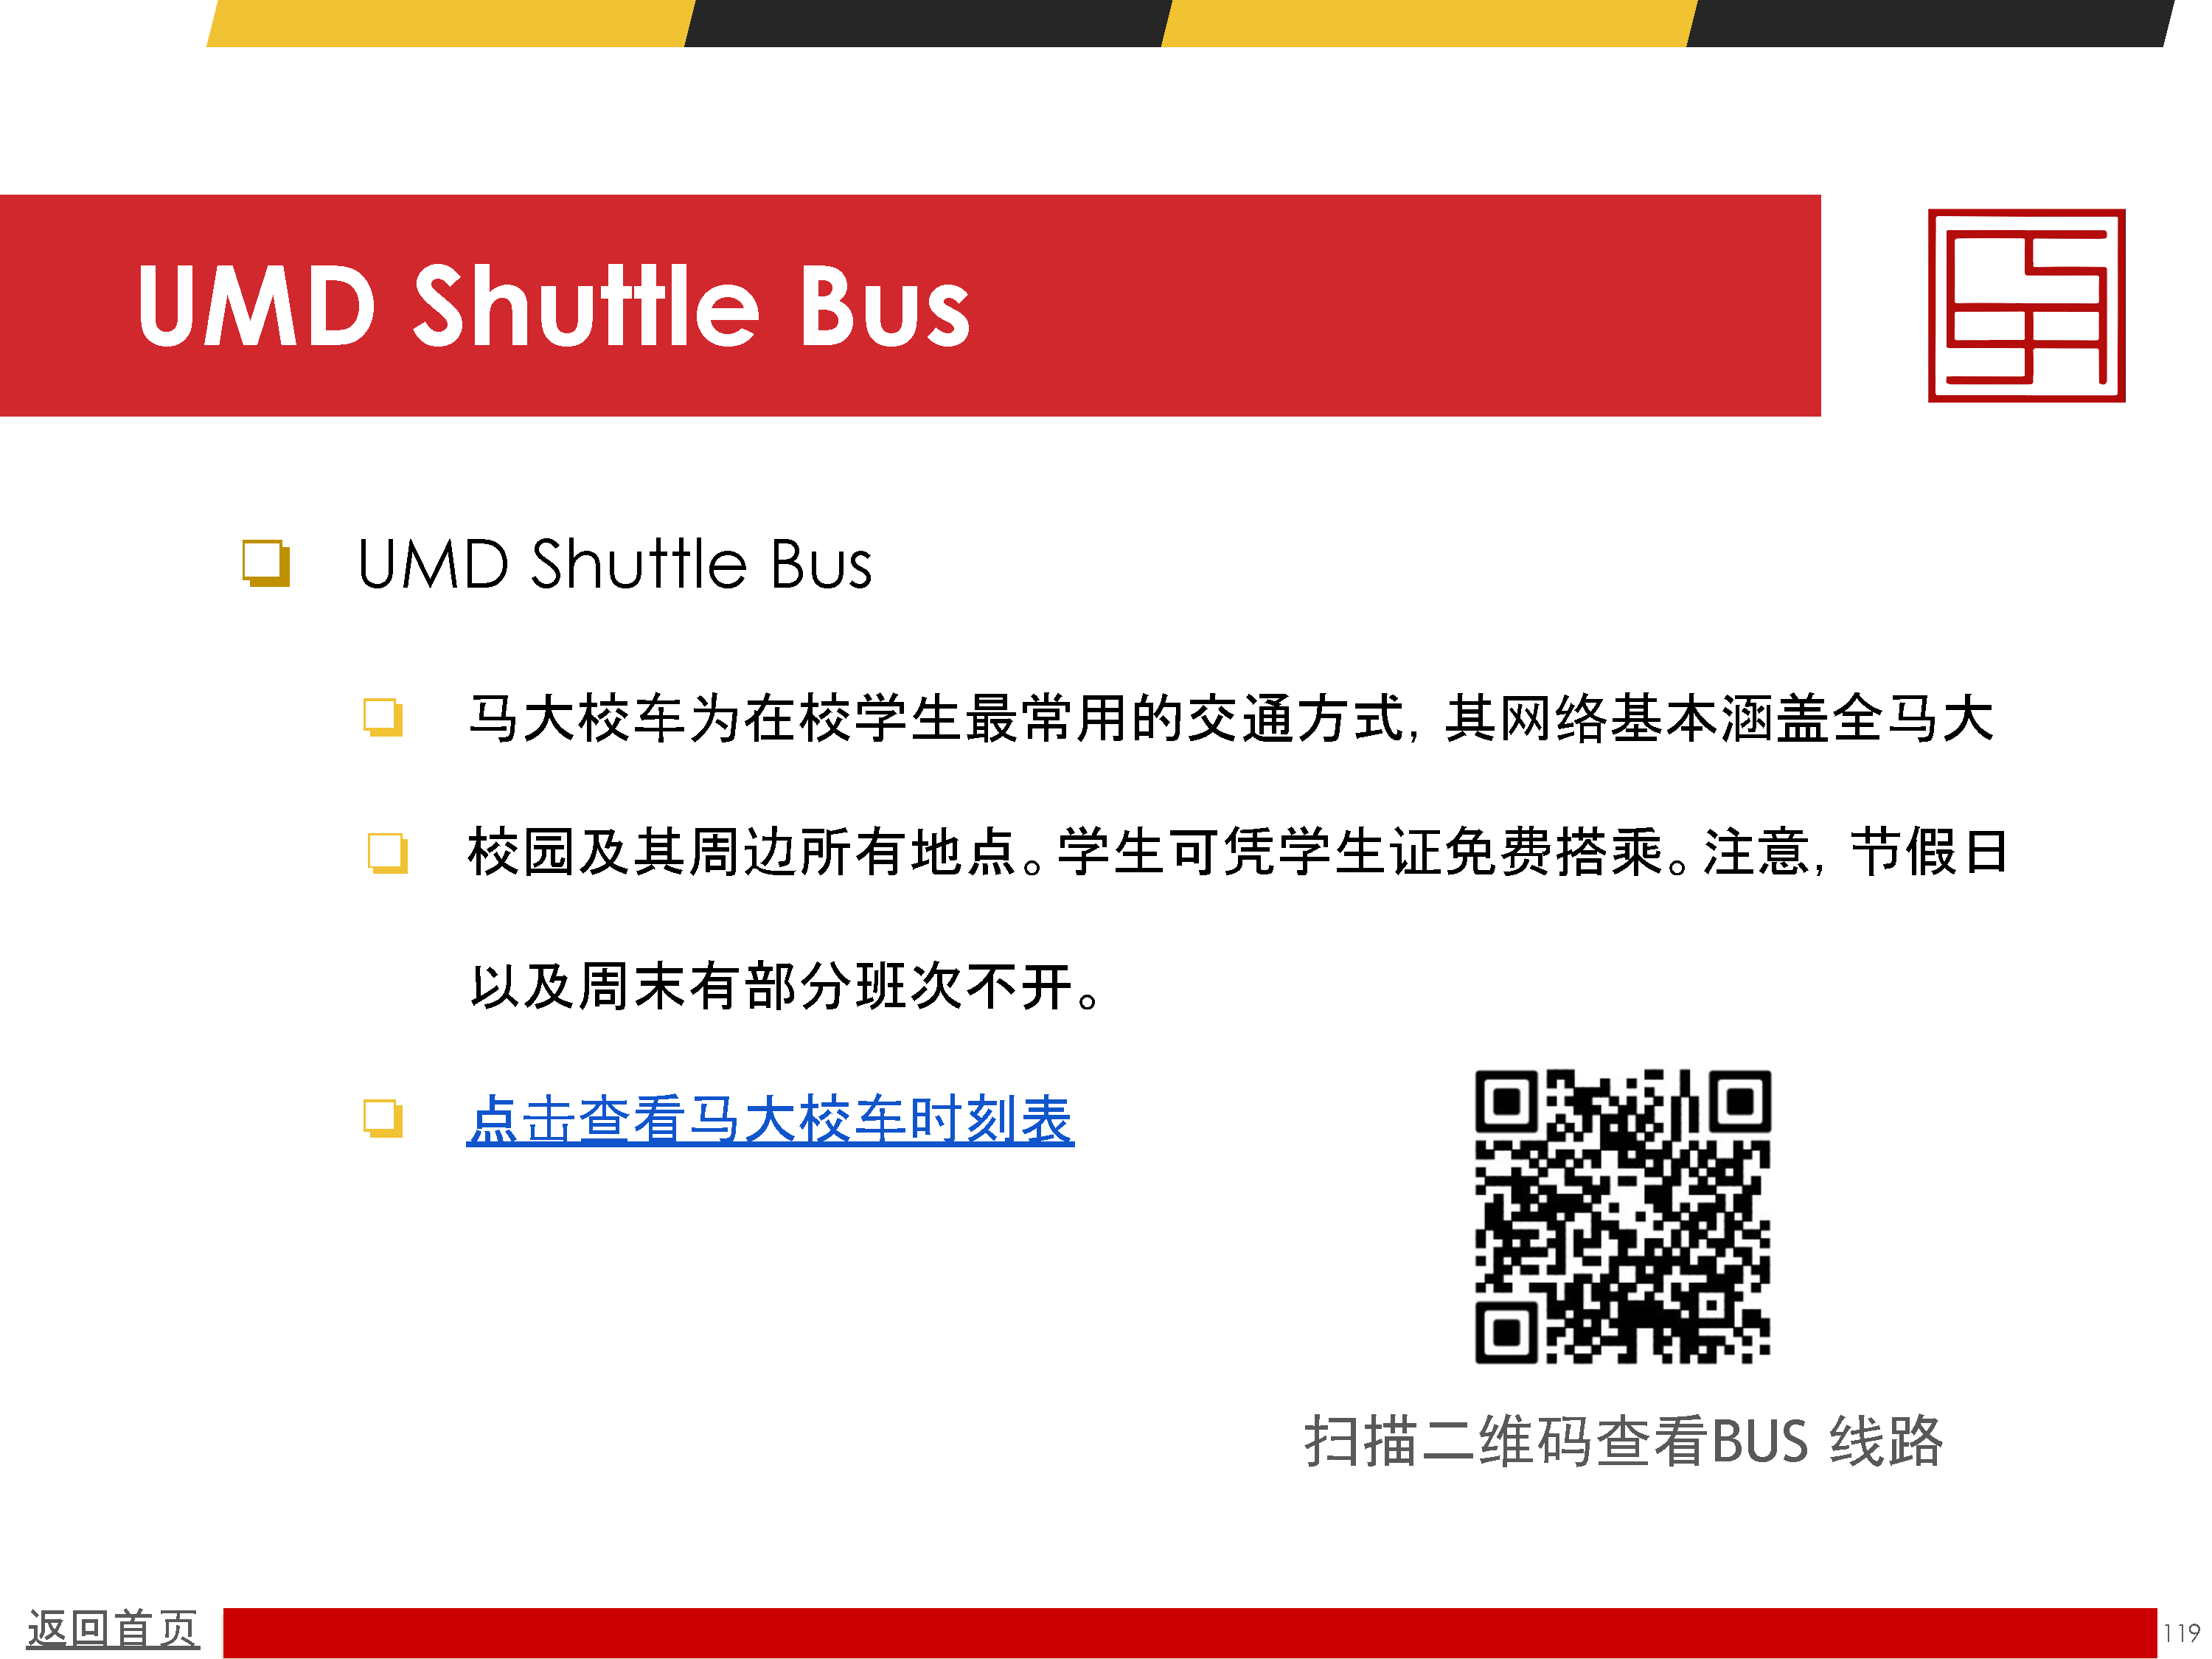 UMD Shuttle Bus
UMD Shuttle Bus
马大校车为在校学生最常用的交通方式，其网络基本涵盖全马大
校园及其周边所有地点。学生可凭学生证免费搭乘。注意，节假日
以及周末有部分班次不开。
点击查看马大校车时刻表
扫描二维码查看BUS 线路
返回首页
119